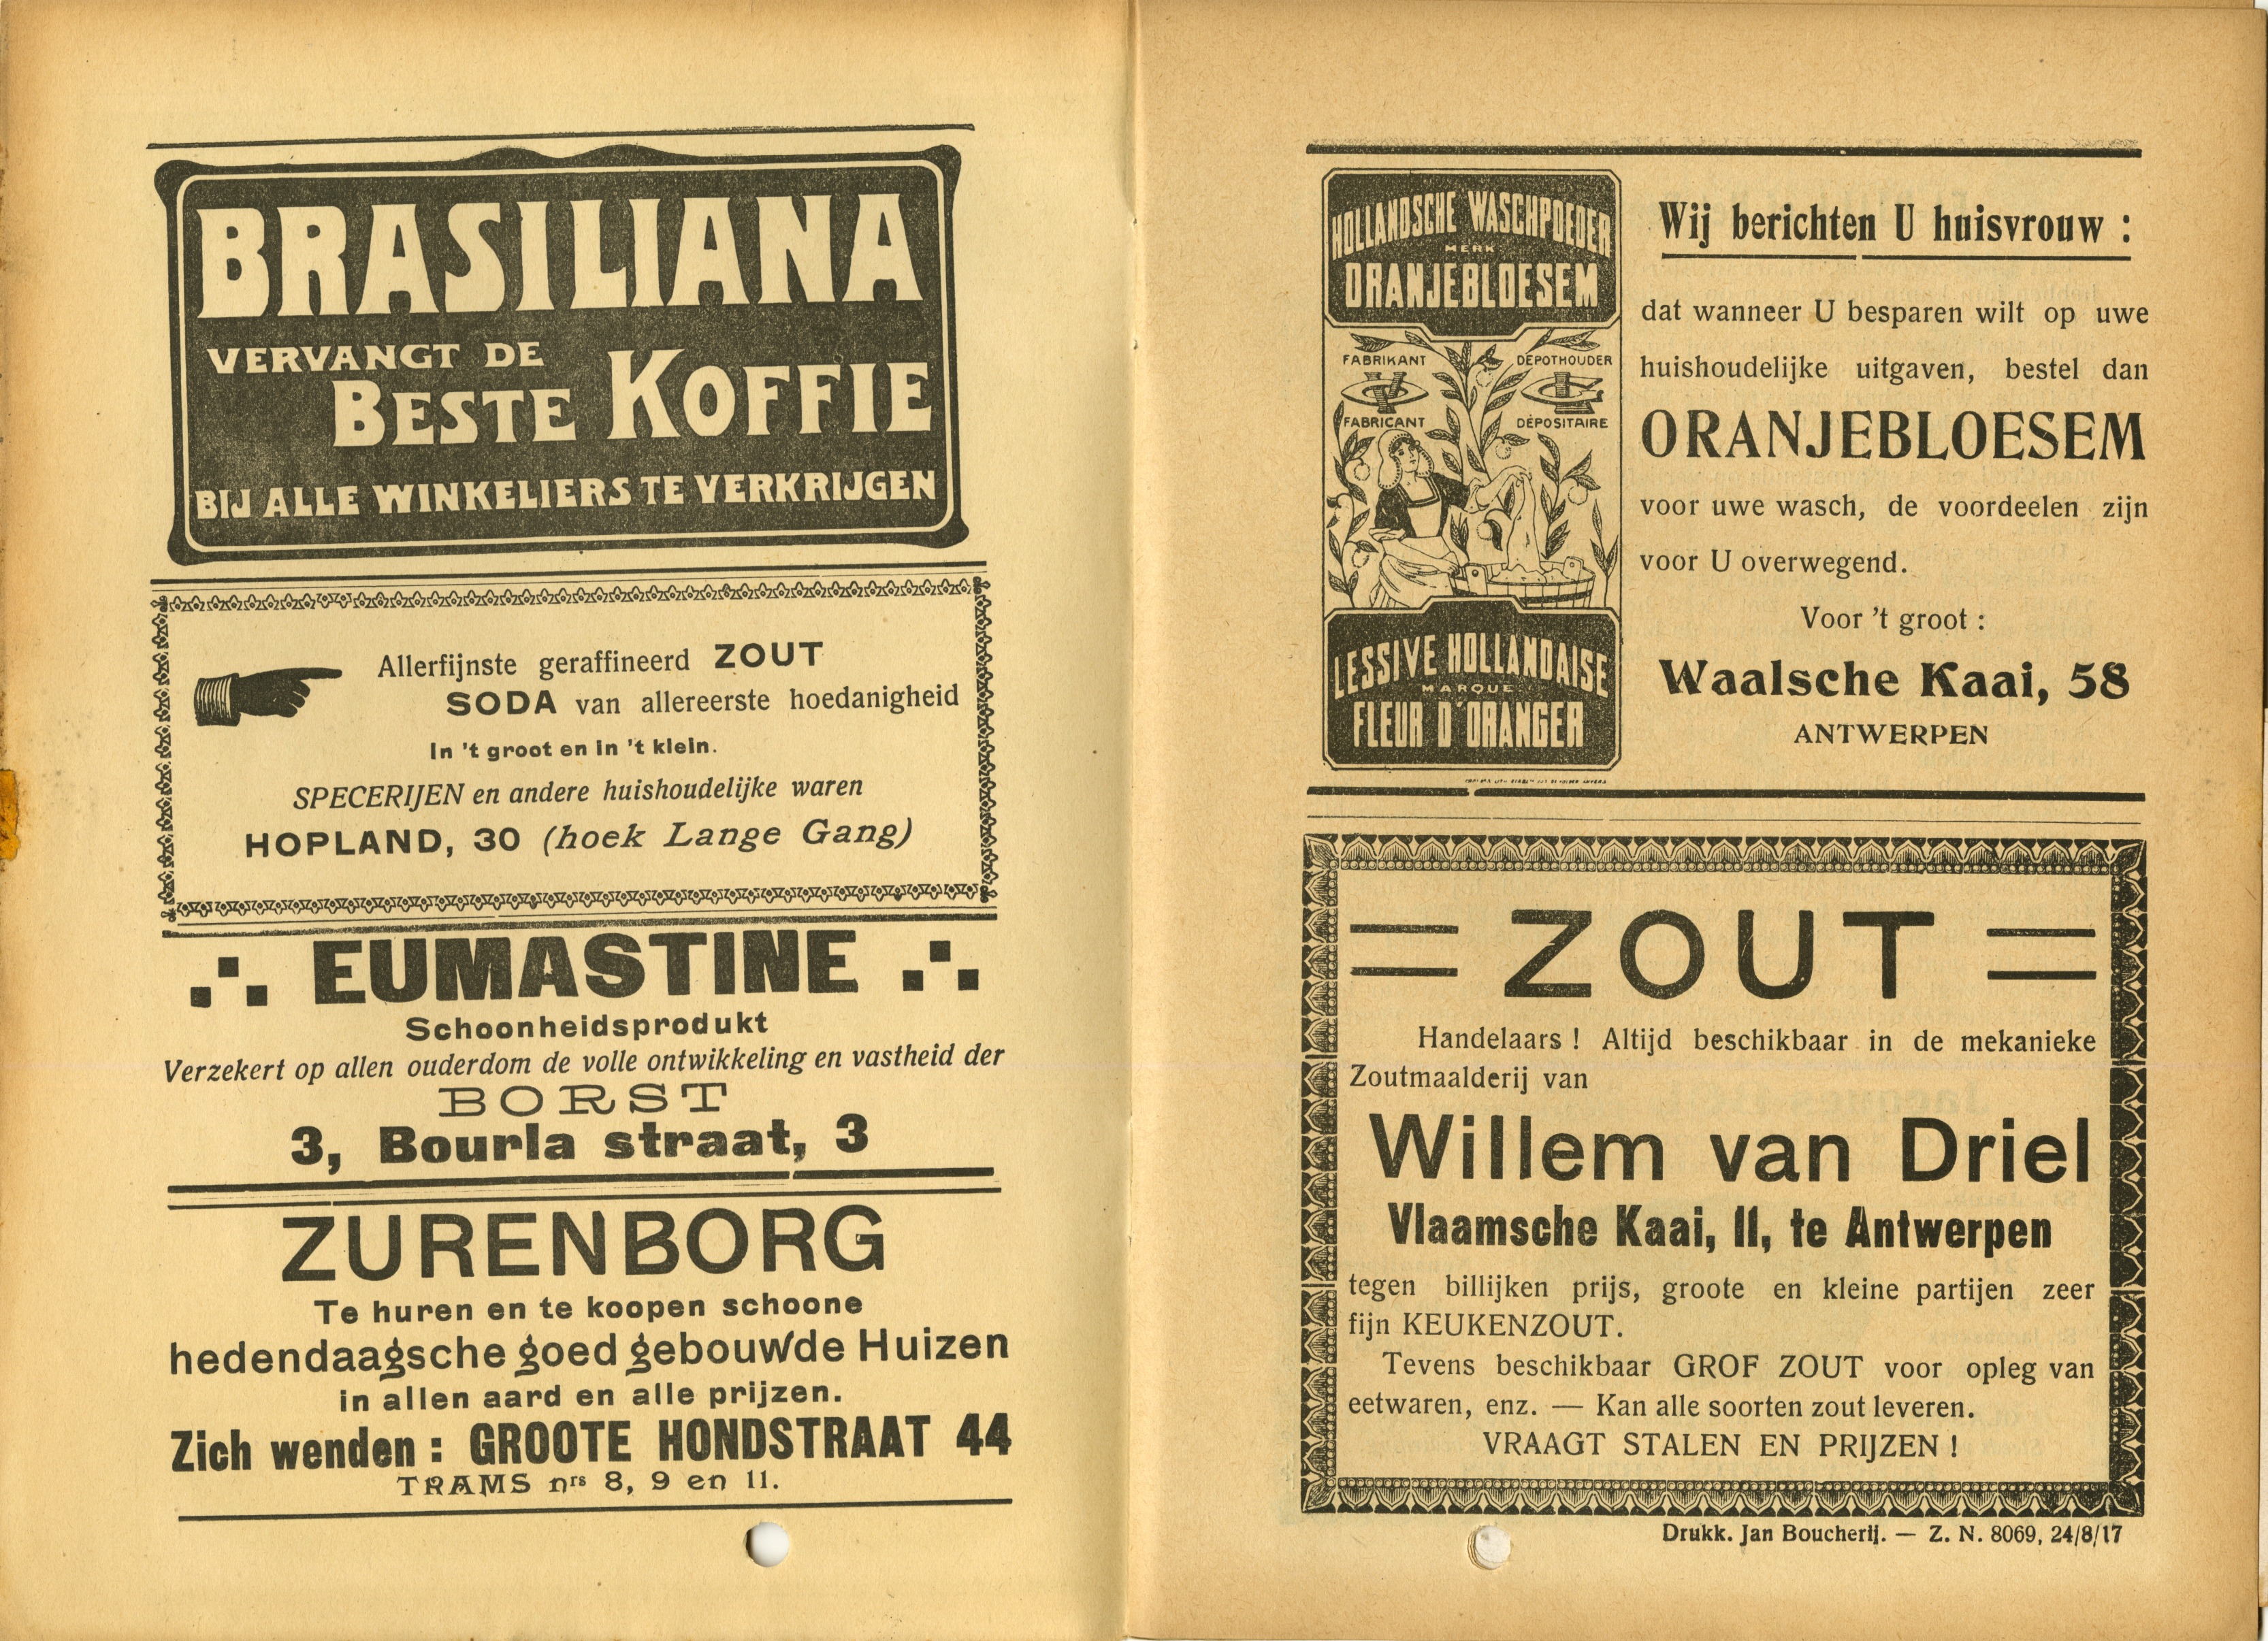 BRASILIANA
VERVANGT DE
BESTE KOFFIE
BIJ ALLE WINKELIERS TE VERKRIJGEN
Allerfijnste geraffineerd ZOUT
SODA van allereerste hoedanigheid
In 't groot en in 't klein.
SPECERIJEN en andere huishoudelijke waren
HOPLAND, 30 (hoek Lange Gang)
EUMASTINE
Schoonheidsprodukt
Verzekert op allen ouderdom de volle ontwikkeling en vastheid der
BORST
3, Bourla straat, 3
ZURENBORG
Te huren en te koopen schoone
hedendaagsche goed gebouwde Huizen
in allen aard en alle prijzen.
Zich wenden : GROOTE HONDSTRAAT 44
TRAMS nrs 8, 9 en 11.
HOLLANDSCHE WASCHPOEDER
MERK
ORANJEBLOESEM
FABRIKANT DÉPOTHOUDER
FABRICANT DÉPOSITAIRE
LESSIVE HOLLANDAISE
MARQUE
FLEUR D'ORANGER
Wij berichten U huisvrouw :
dat wanneer U besparen wilt op uwe
huishoudelijke uitgaven, bestel dan
ORANJEBLOESEM
voor uwe wasch, de voordeelen zijn
voor U overwegend.
Voor 't groot :
Waalsche Kaai, 58
ANTWERPEN
ZOUT
Handelaars ! Altijd beschikbaar in de mekanieke
Zoutmaalderij van
Willem van Driel
Vlaamsche Kaai, 11, te Antwerpen
tegen billijken prijs, groote en kleine partijen zeer
fijn KEUKENZOUT.
Tevens beschikbaar GROF ZOUT voor opleg van
eetwaren, enz. — Kan alle soorten zout leveren.
VRAAGT STALEN EN PRIJZEN !
Drukk. Jan Boucherij. — Z. N. 8069, 24/8/17